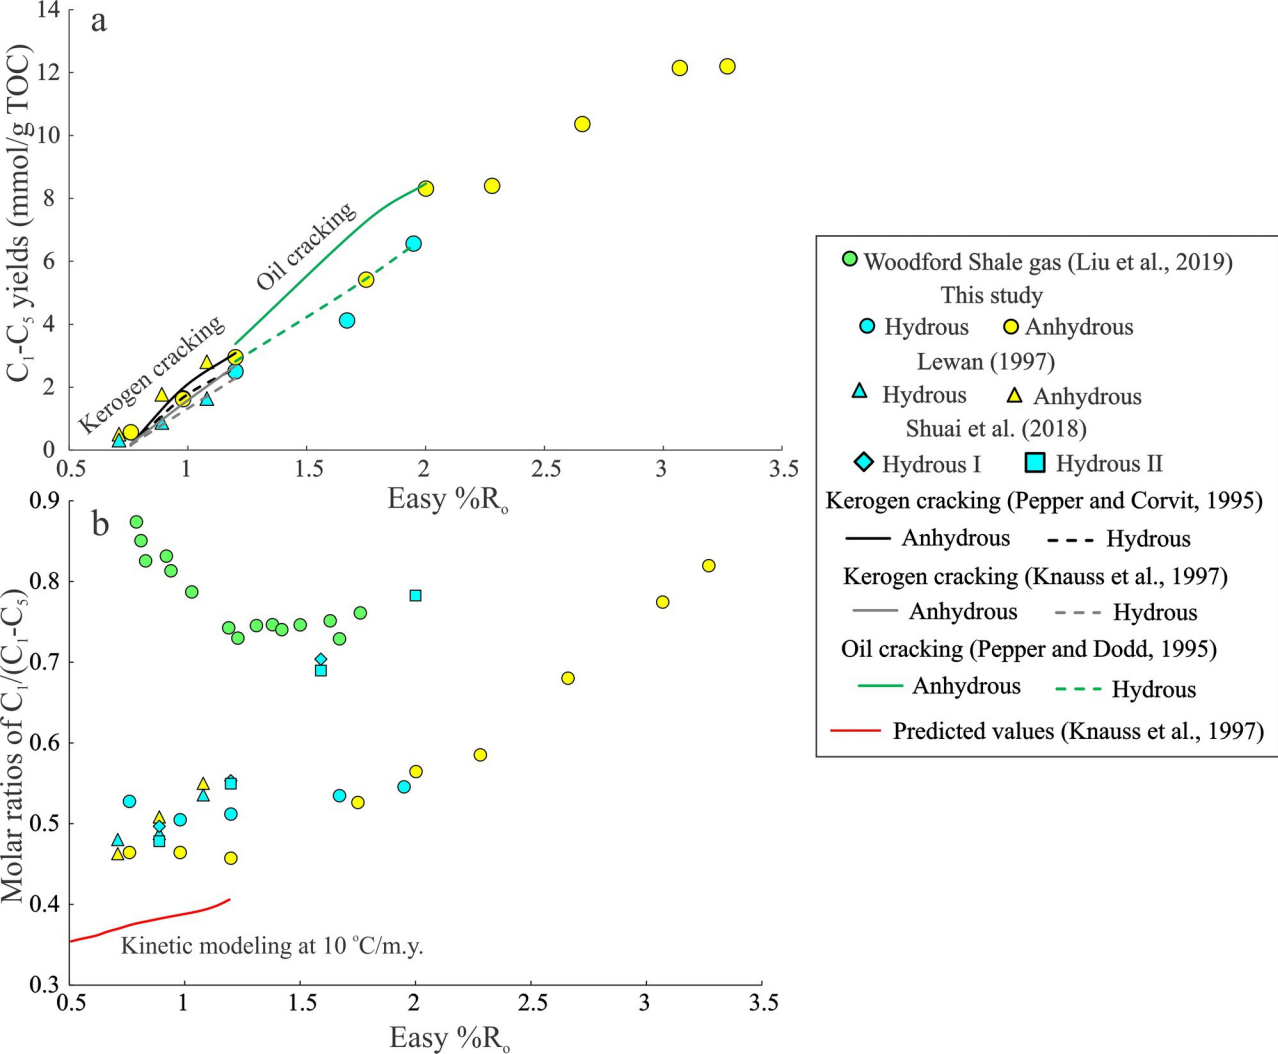 a
C1-C5 yields (mmol/g TOC)
14
12
10
8
6
4
2
0
Kerogen cracking
Oil cracking
0.5 1 1.5 2 2.5 3 3.5
Easy %Ro
b
Molar ratios of C1/(C1-C5)
0.9
0.8
0.7
0.6
0.5
0.4
0.3
Kinetic modeling at 10 °C/m.y.
0.5 1 1.5 2 2.5 3 3.5
Easy %Ro
Woodford Shale gas (Liu et al., 2019)
This study
Hydrous Anhydrous
Lewan (1997)
Hydrous Anhydrous
Shuai et al. (2018)
Hydrous I Hydrous II
Kerogen cracking (Pepper and Corvit, 1995)
Anhydrous Hydrous
Kerogen cracking (Knauss et al., 1997)
Anhydrous Hydrous
Oil cracking (Pepper and Dodd, 1995)
Anhydrous Hydrous
Predicted values (Knauss et al., 1997)